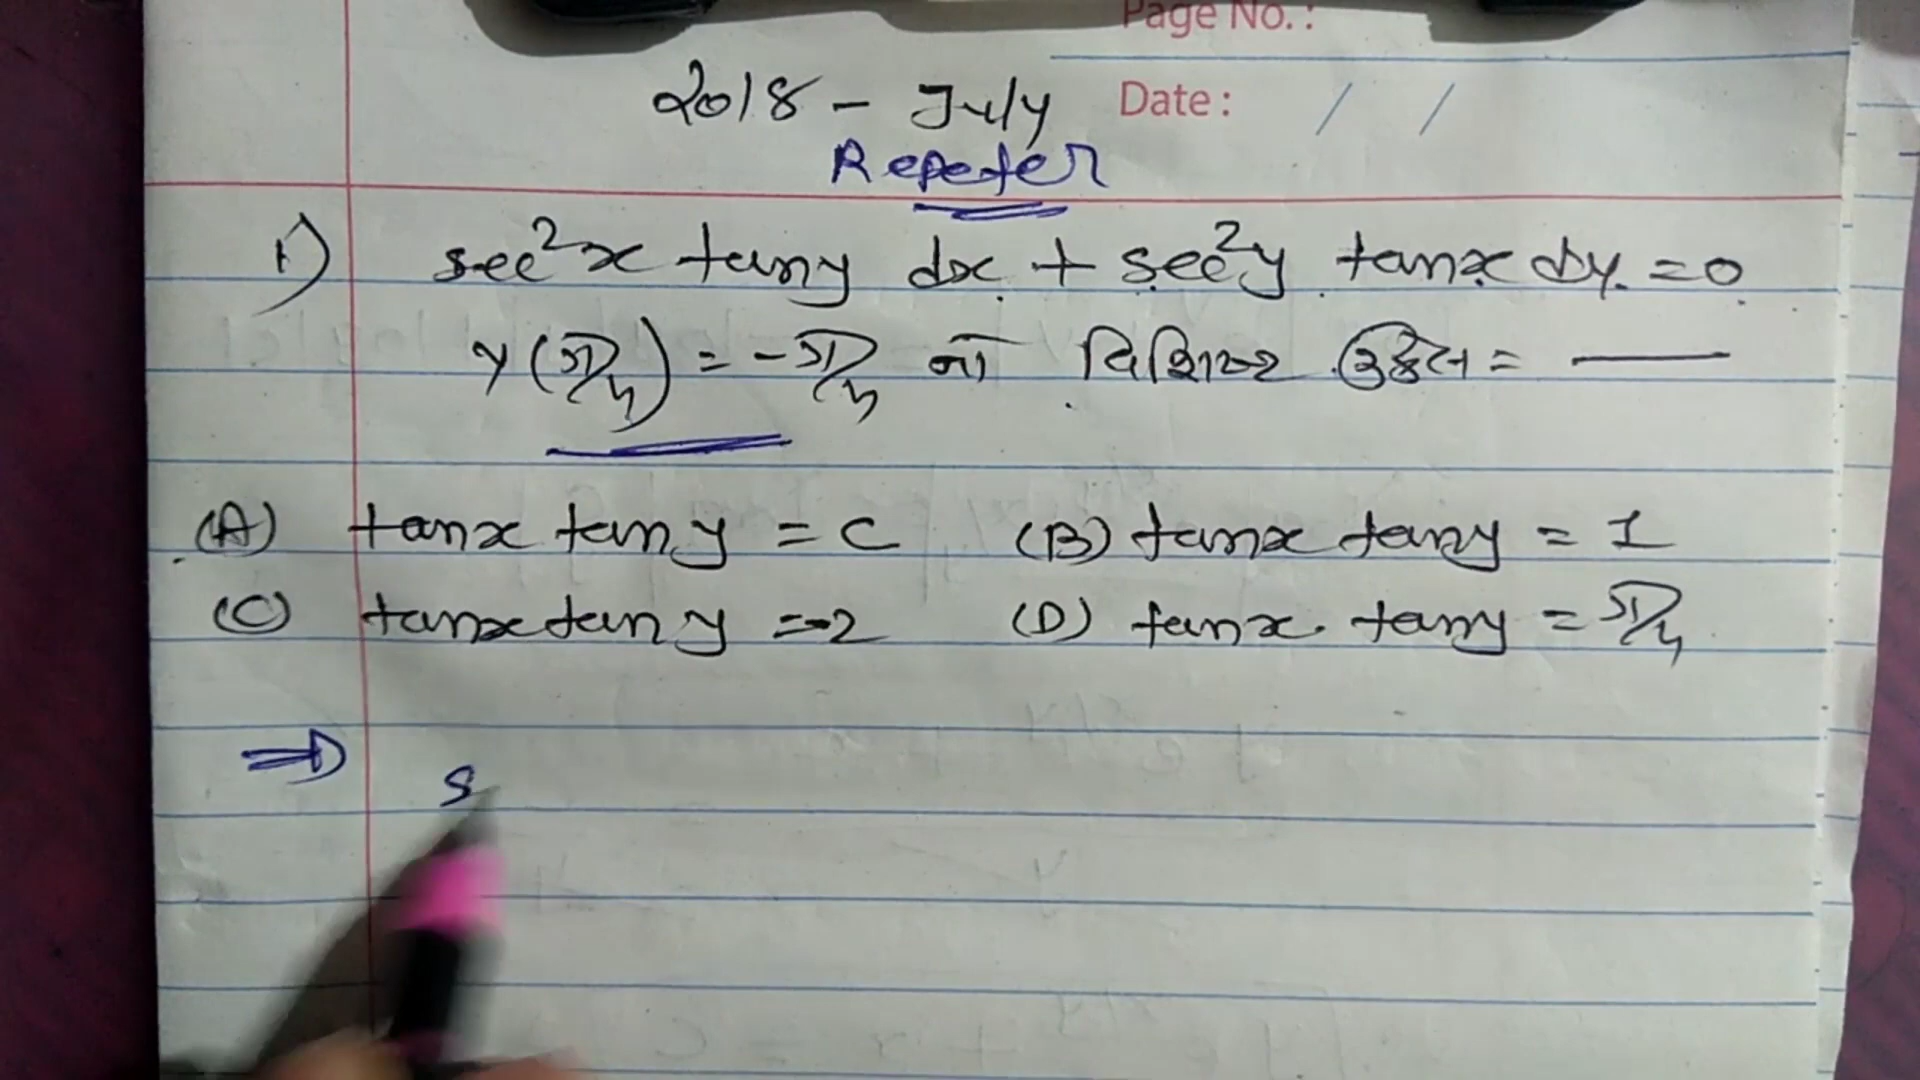 Page No. :
2018 - July Date : / /
Repeter
1) sec²x tany dx + sec²y tanx dy = 0
y(π/4) = -π/4 નો વિશિષ્ટ ઉકેલ = ___
(A) tanx tany = c (B) tanx tany = 1
(C) tanx tany = -2 (D) tanx. tany = π/4
⇒ s